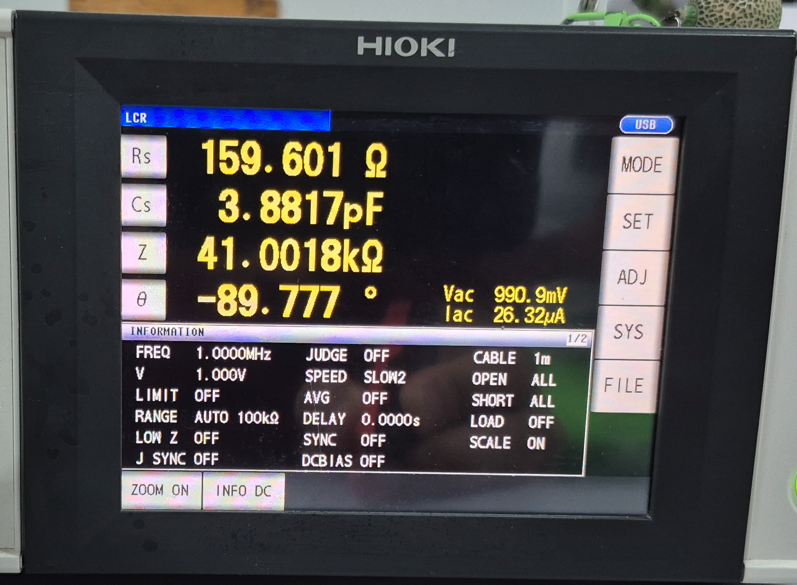 HIOKI
LCR
USB
Rs 159.601 Ω
MODE
Cs 3.8817pF
SET
Z 41.0018kΩ
ADJ
θ -89.777 °
Vac 990.9mV
Iac 26.32μA
SYS
INFORMATION 1/2
FREQ 1.0000MHz JUDGE OFF CABLE 1m
V 1.000V SPEED SLOW2 OPEN ALL
FILE
LIMIT OFF AVG OFF SHORT ALL
RANGE AUTO 100kΩ DELAY 0.0000s LOAD OFF
LOW Z OFF SYNC OFF SCALE ON
J SYNC OFF DCBIAS OFF
ZOOM ON INFO DC